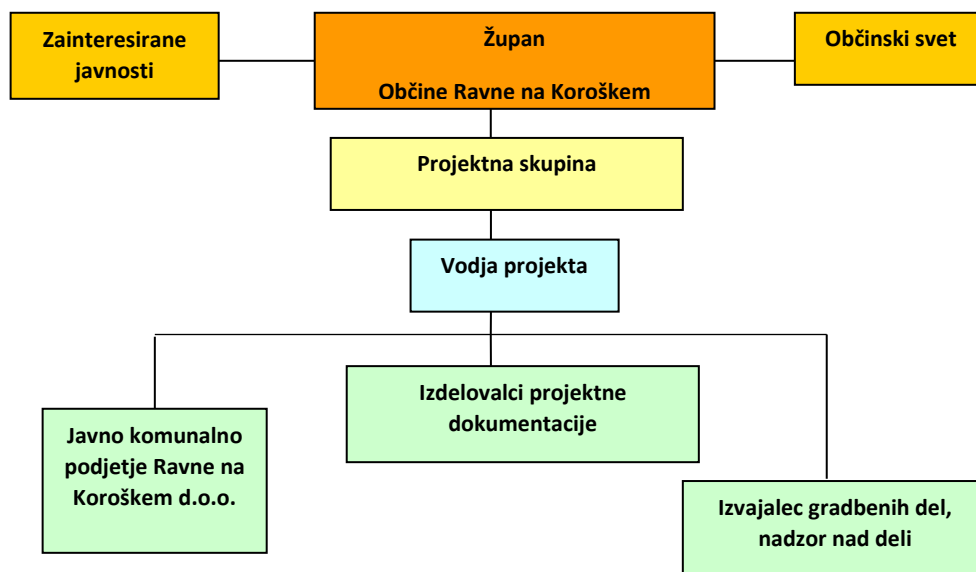 Zainteresirane
javnosti
Župan
Občine Ravne na Koroškem
Občinski svet
Projektna skupina
Vodja projekta
Javno komunalno
podjetje Ravne na
Koroškem d.o.o.
Izdelovalci projektne
dokumentacije
Izvajalec gradbenih del,
nadzor nad deli